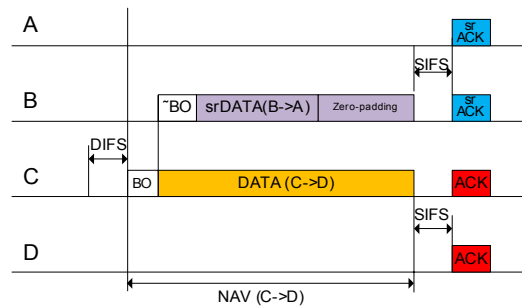 A
sr
ACK
SIFS
B
~BO
srDATA(B->A)
Zero-padding
sr
ACK
DIFS
C
BO
DATA (C->D)
ACK
SIFS
D
ACK
NAV (C->D)